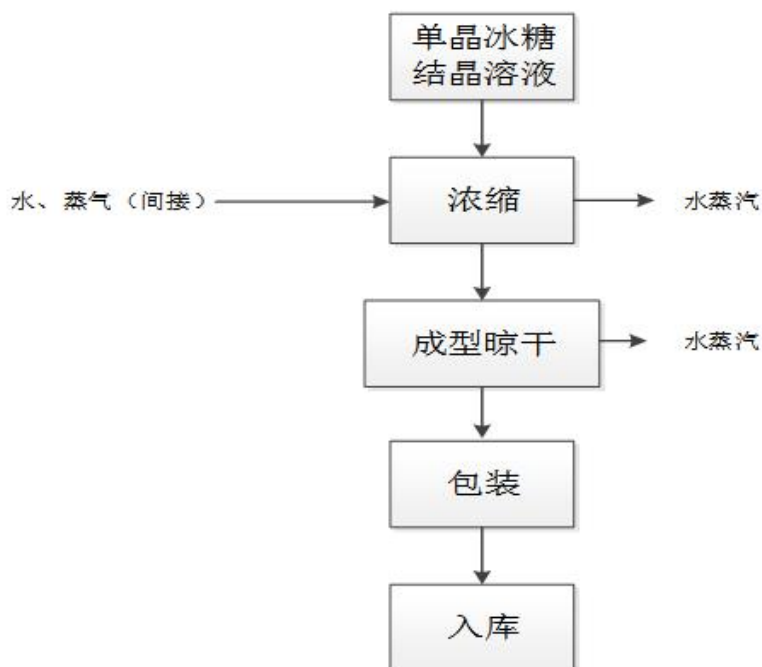 单晶冰糖
结晶溶液
水、蒸气（间接）
浓缩
水蒸汽
成型晾干
水蒸汽
包装
入库